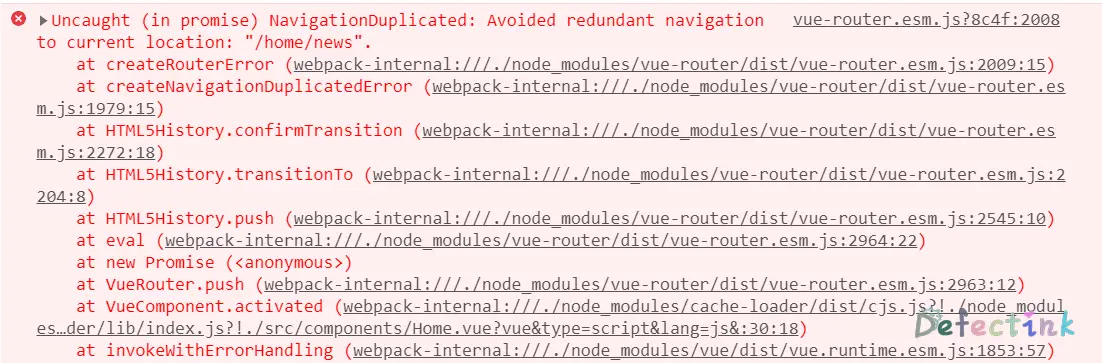 Uncaught (in promise) NavigationDuplicated: Avoided redundant navigation vue-router.esm.js?8c4f:2008
to current location: "/home/news".
at createRouterError (webpack-internal:///./node_modules/vue-router/dist/vue-router.esm.js:2009:15)
at createNavigationDuplicatedError (webpack-internal:///./node_modules/vue-router/dist/vue-router.es
m.js:1979:15)
at HTML5History.confirmTransition (webpack-internal:///./node_modules/vue-router/dist/vue-router.es
m.js:2272:18)
at HTML5History.transitionTo (webpack-internal:///./node_modules/vue-router/dist/vue-router.esm.js:2
204:8)
at HTML5History.push (webpack-internal:///./node_modules/vue-router/dist/vue-router.esm.js:2545:10)
at eval (webpack-internal:///./node_modules/vue-router/dist/vue-router.esm.js:2964:22)
at new Promise (<anonymous>)
at VueRouter.push (webpack-internal:///./node_modules/vue-router/dist/vue-router.esm.js:2963:12)
at VueComponent.activated (webpack-internal:///./node_modules/cache-loader/dist/cjs.js?!./node_modul
es…der/lib/index.js?!./src/components/Home.vue?vue&type=script&lang=js&:30:18)
at invokeWithErrorHandling (webpack-internal:///./node_modules/vue/dist/vue.runtime.esm.js:1853:57)
Defectink